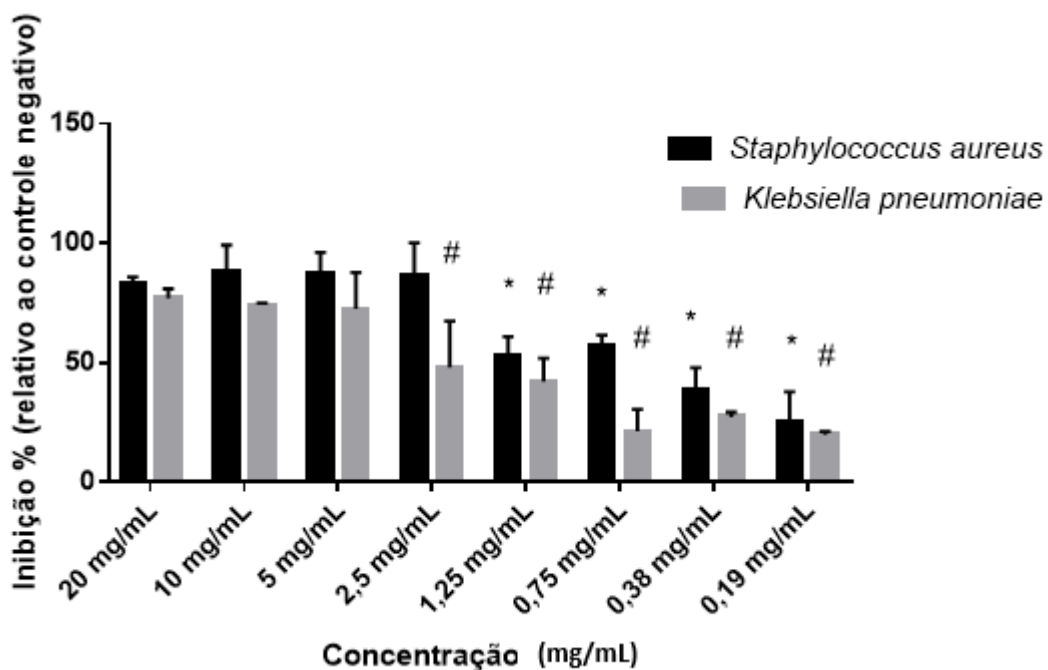 Inibição % (relativo ao controle negativo)
150
100
50
0
Staphylococcus aureus
Klebsiella pneumoniae
#
* #
* #
* #
* #
20 mg/mL
10 mg/mL
5 mg/mL
2,5 mg/mL
1,25 mg/mL
0,75 mg/mL
0,38 mg/mL
0,19 mg/mL
Concentração (mg/mL)